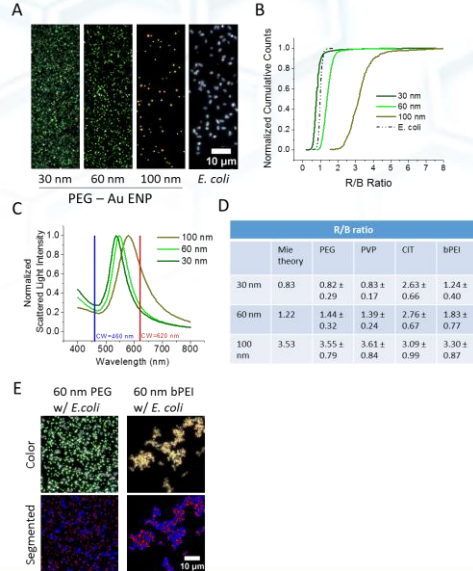 A
30 nm 60 nm 100 nm E. coli
PEG – Au ENP
10 µm
B
Normalized Cumulative Counts
1.0
0.8
0.6
0.4
0.2
0.0
0 1 2 3 4 5 6 7 8
R/B Ratio
30 nm
60 nm
100 nm
E. coli
C
Normalized
Scattered Light Intensity
1.0
0.8
0.6
0.4
0.2
0.0
400 500 600 700 800
Wavelength (nm)
100 nm
60 nm
30 nm
CW=460 nm
CW=620 nm
D
R/B ratio
Mie theory PEG PVP CIT bPEI
30 nm 0.83 0.82 ± 0.29 0.83 ± 0.17 2.63 ± 0.66 1.24 ± 0.40
60 nm 1.22 1.44 ± 0.32 1.39 ± 0.24 2.76 ± 0.67 1.83 ± 0.77
100 nm 3.53 3.55 ± 0.79 3.61 ± 0.84 3.09 ± 0.99 3.30 ± 0.87
E
60 nm PEG w/ E.coli
60 nm bPEI w/ E.coli
Color
Segmented
10 µm